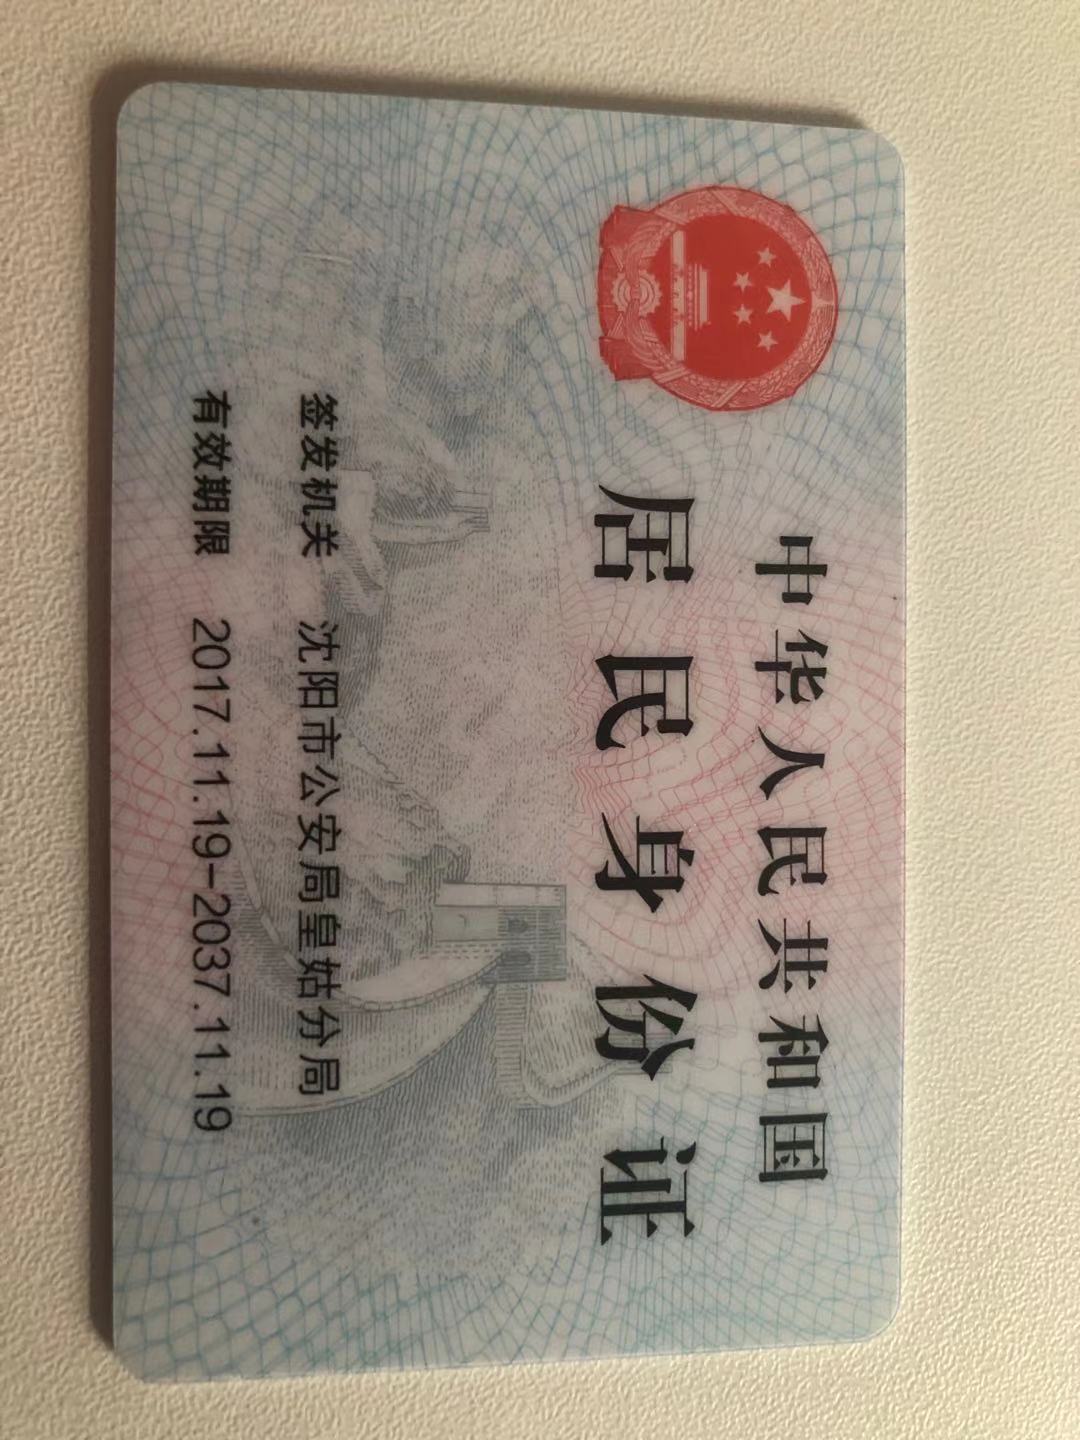 中华人民共和国
居民身份证
签发机关 沈阳市公安局皇姑分局
有效期限 2017.11.19-2037.11.19